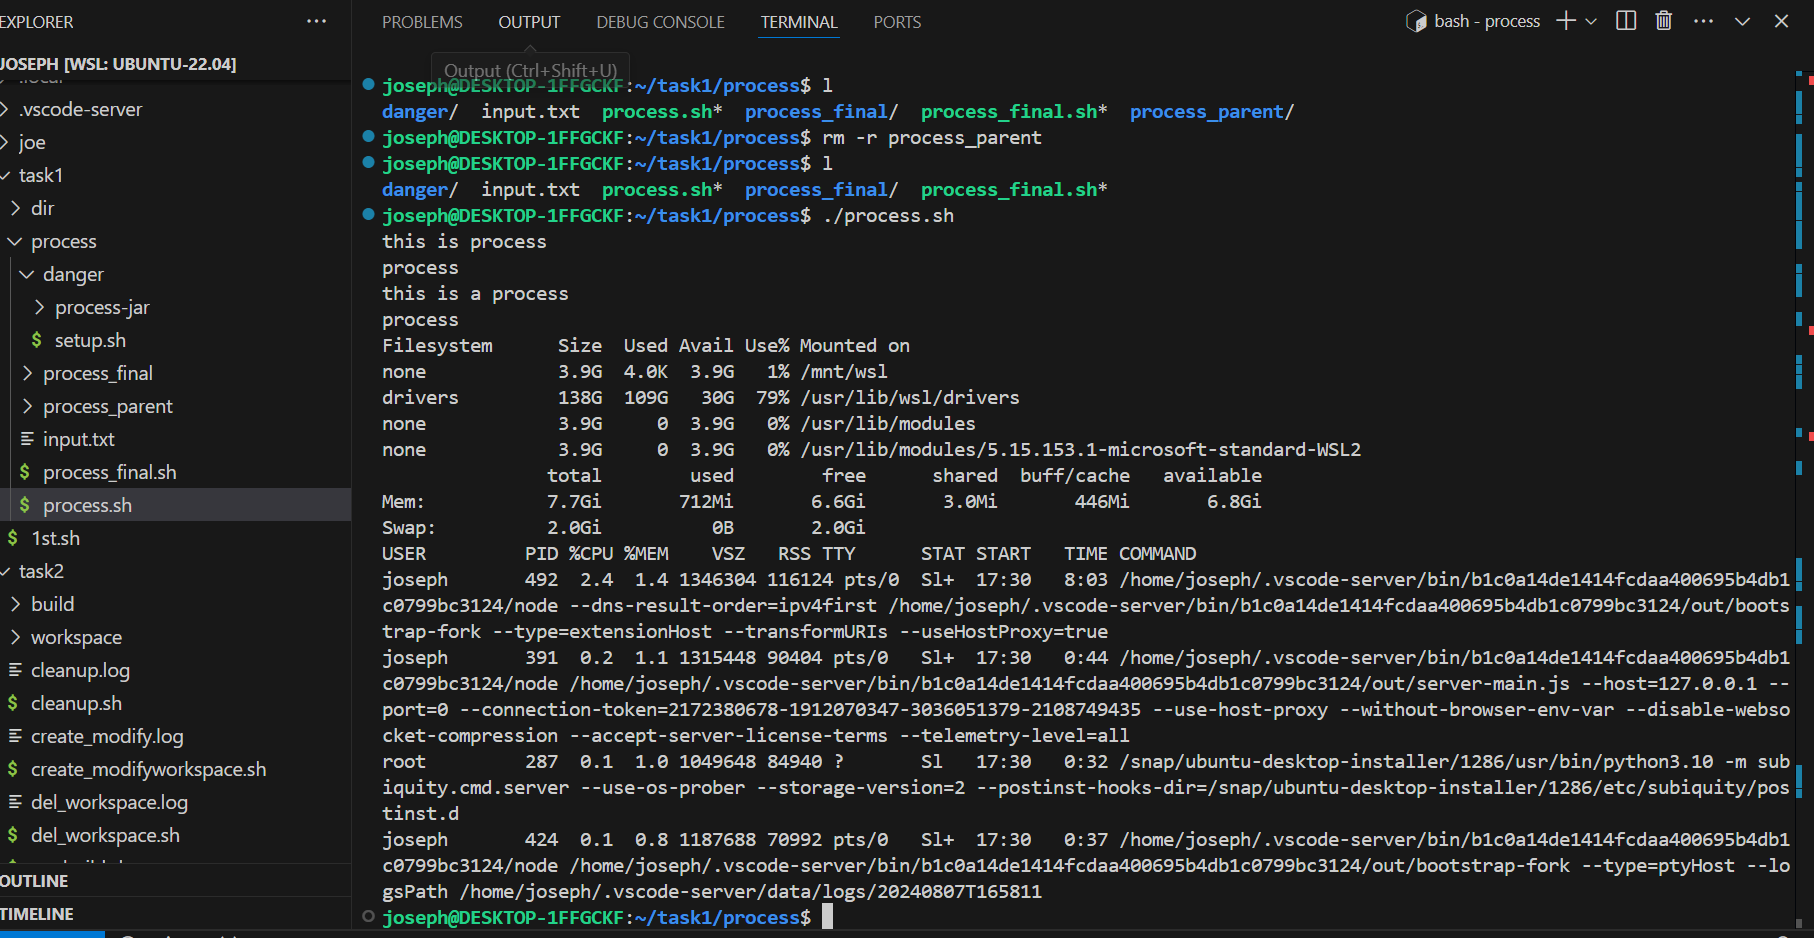 EXPLORER
JOSEPH [WSL: UBUNTU-22.04]
.local
.vscode-server
joe
task1
dir
process
danger
process-jar
setup.sh
process_final
process_parent
input.txt
process_final.sh
process.sh
1st.sh
task2
build
workspace
cleanup.log
cleanup.sh
create_modify.log
create_modifyworkspace.sh
del_workspace.log
del_workspace.sh
OUTLINE
TIMELINE
PROBLEMS OUTPUT DEBUG CONSOLE TERMINAL PORTS
bash - process
Output (Ctrl+Shift+U)
joseph@DESKTOP-1FFGCKF:~/task1/process$ l
danger/ input.txt process.sh* process_final/ process_final.sh* process_parent/
joseph@DESKTOP-1FFGCKF:~/task1/process$ rm -r process_parent
joseph@DESKTOP-1FFGCKF:~/task1/process$ l
danger/ input.txt process.sh* process_final/ process_final.sh*
joseph@DESKTOP-1FFGCKF:~/task1/process$ ./process.sh
this is process
process
this is a process
process
Filesystem Size Used Avail Use% Mounted on
none 3.9G 4.0K 3.9G 1% /mnt/wsl
drivers 138G 109G 30G 79% /usr/lib/wsl/drivers
none 3.9G 0 3.9G 0% /usr/lib/modules
none 3.9G 0 3.9G 0% /usr/lib/modules/5.15.153.1-microsoft-standard-WSL2
total used free shared buff/cache available
Mem: 7.7Gi 712Mi 6.6Gi 3.0Mi 446Mi 6.8Gi
Swap: 2.0Gi 0B 2.0Gi
USER PID %CPU %MEM VSZ RSS TTY STAT START TIME COMMAND
joseph 492 2.4 1.4 1346304 116124 pts/0 Sl+ 17:30 8:03 /home/joseph/.vscode-server/bin/b1c0a14de1414fcdaa400695b4db1
c0799bc3124/node --dns-result-order=ipv4first /home/joseph/.vscode-server/bin/b1c0a14de1414fcdaa400695b4db1c0799bc3124/out/boots
trap-fork --type=extensionHost --transformURIs --useHostProxy=true
joseph 391 0.2 1.1 1315448 90404 pts/0 Sl+ 17:30 0:44 /home/joseph/.vscode-server/bin/b1c0a14de1414fcdaa400695b4db1
c0799bc3124/node /home/joseph/.vscode-server/bin/b1c0a14de1414fcdaa400695b4db1c0799bc3124/out/server-main.js --host=127.0.0.1 --
port=0 --connection-token=2172380678-1912070347-3036051379-2108749435 --use-host-proxy --without-browser-env-var --disable-webso
cket-compression --accept-server-license-terms --telemetry-level=all
root 287 0.1 1.0 1049648 84940 ? Sl 17:30 0:32 /snap/ubuntu-desktop-installer/1286/usr/bin/python3.10 -m sub
iquity.cmd.server --use-os-prober --storage-version=2 --postinst-hooks-dir=/snap/ubuntu-desktop-installer/1286/etc/subiquity/pos
tinst.d
joseph 424 0.1 0.8 1187688 70992 pts/0 Sl+ 17:30 0:37 /home/joseph/.vscode-server/bin/b1c0a14de1414fcdaa400695b4db1
c0799bc3124/node /home/joseph/.vscode-server/bin/b1c0a14de1414fcdaa400695b4db1c0799bc3124/out/bootstrap-fork --type=ptyHost --lo
gsPath /home/joseph/.vscode-server/data/logs/20240807T165811
joseph@DESKTOP-1FFGCKF:~/task1/process$